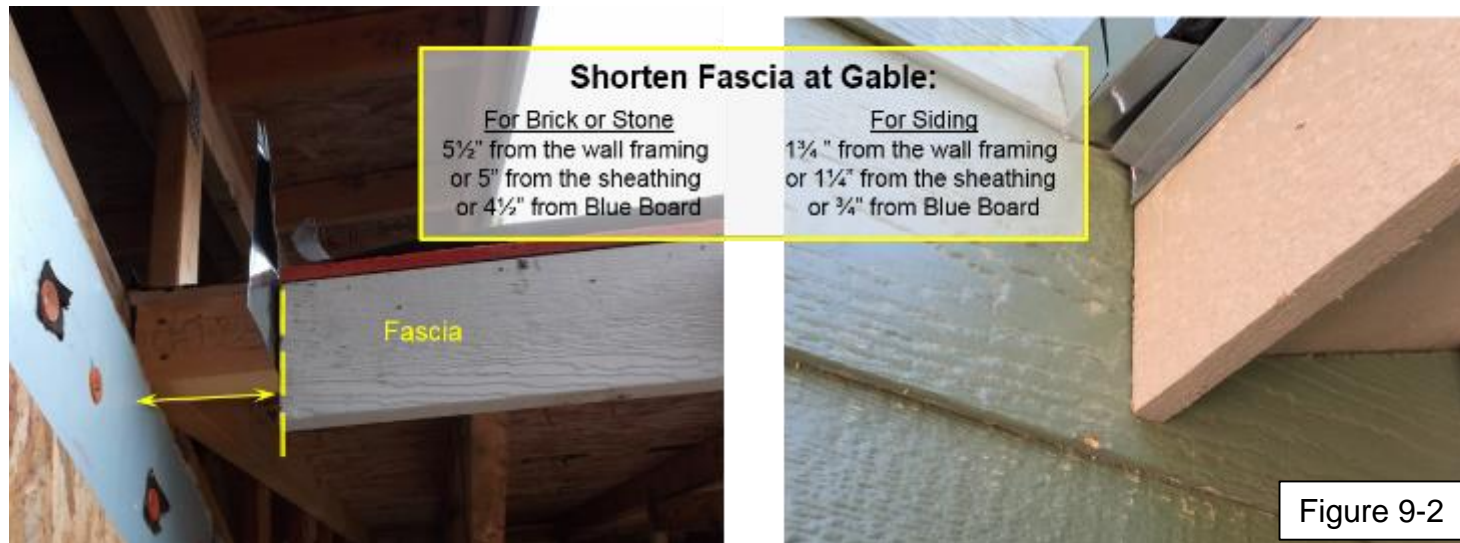 Shorten Fascia at Gable:
For Brick or Stone
5½" from the wall framing
or 5" from the sheathing
or 4½" from Blue Board
For Siding
1¾ " from the wall framing
or 1¼" from the sheathing
or ¾" from Blue Board
Fascia
Figure 9-2